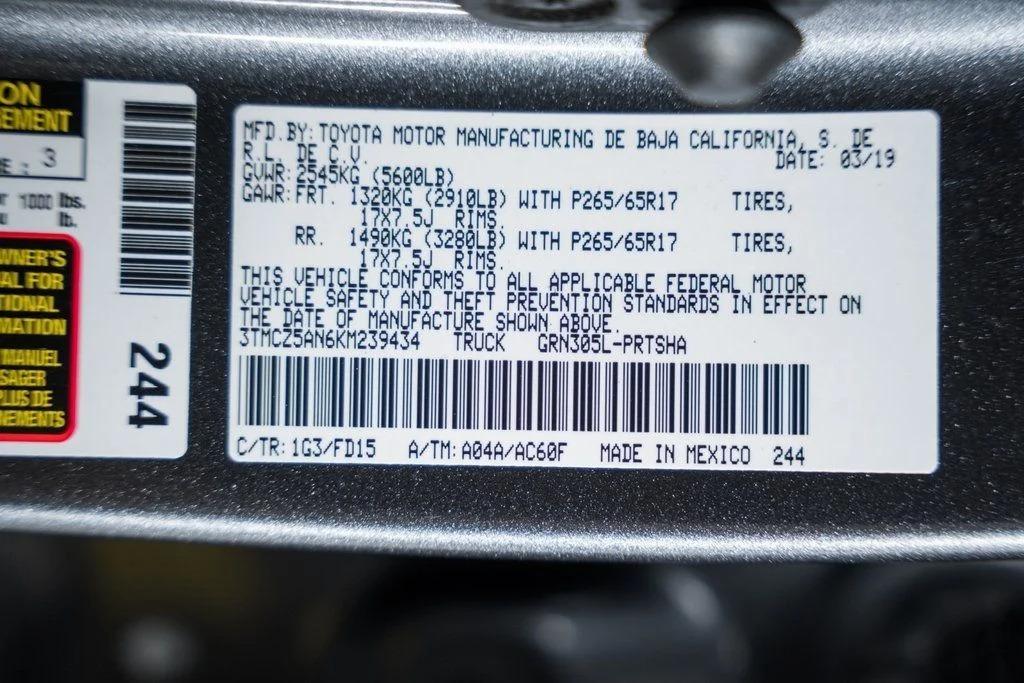 ON
EMENT
E : 3
1000 lbs.
lb.
WNER'S
AL FOR
TIONAL
MATION
MANUEL
SAGER
PLUS DE
NEMENTS
244
MFD.BY:TOYOTA MOTOR MANUFACTURING DE BAJA CALIFORNIA, S. DE
R.L. DE C.V. DATE: 03/19
GVWR:2545KG (5600LB)
GAWR:FRT. 1320KG (2910LB) WITH P265/65R17 TIRES,
17X7.5J RIMS.
RR. 1490KG (3280LB) WITH P265/65R17 TIRES,
17X7.5J RIMS.
THIS VEHICLE CONFORMS TO ALL APPLICABLE FEDERAL MOTOR
VEHICLE SAFETY AND THEFT PREVENTION STANDARDS IN EFFECT ON
THE DATE OF MANUFACTURE SHOWN ABOVE.
3TMCZ5AN6KM239434 TRUCK GRN305L-PRTSHA
C/TR:1G3/FD15 A/TM:A04A/AC60F MADE IN MEXICO 244